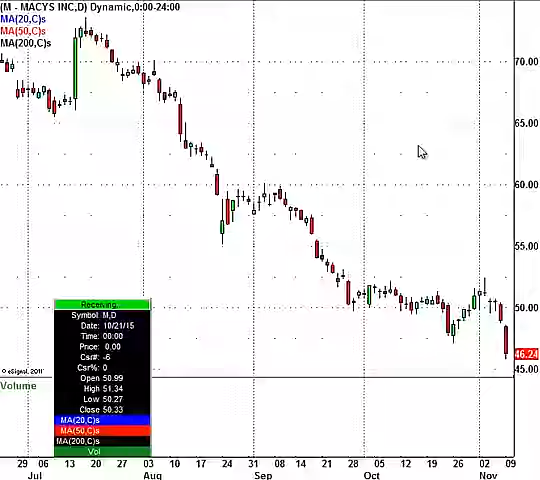 (M - MACYS INC,D) Dynamic,0:00-24:00
MA(20,C)s
MA(50,C)s
MA(200,C)s
70.00
65.00
60.00
55.00
50.00
46.24
45.00
Receiving...
Symbol: M,D
Date: 10/21/15
Time: 00:00
Price: 0.00
Csr#: -6
Csr%: 0
Open 50.99
High 51.34
Low 50.27
Close 50.33
MA(20,C)s
MA(50,C)s
MA(200,C)s
Vol
© eSignal, 2011
Volume
29 06 13 20 27 03 10 17 24 31 08 14 21 28 05 12 19 26 02 09
Jul Aug Sep Oct Nov